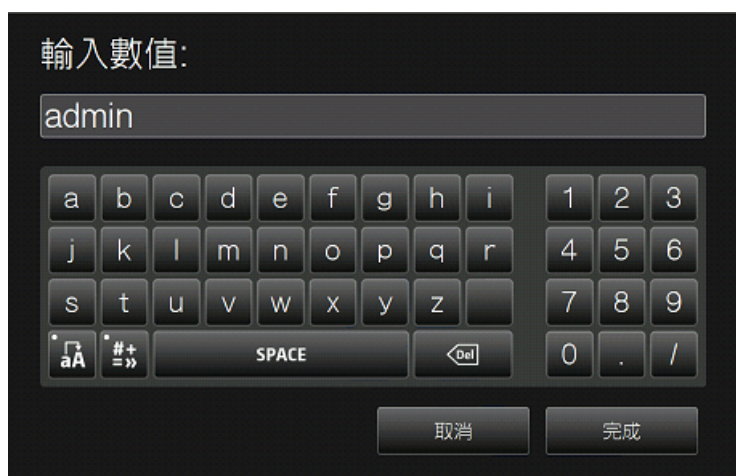 輸入數值:
admin
a b c d e f g h i 1 2 3
j k l m n o p q r 4 5 6
s t u v w x y z 7 8 9
aA #+=» SPACE Del 0 . /
取消 完成